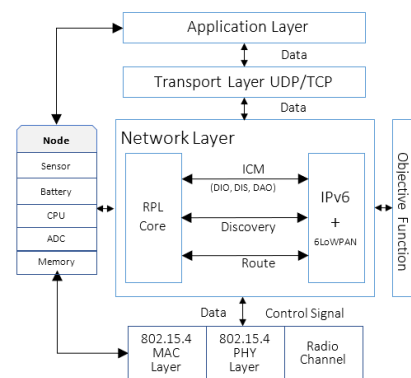 Application Layer
Data
Transport Layer UDP/TCP
Data
Node
Sensor
Battery
CPU
ADC
Memory
Network Layer
RPL
Core
ICM
(DIO, DIS, DAO)
Discovery
Route
IPv6
+
6LoWPAN
Objective Function
Data
Control Signal
802.15.4
MAC
Layer
802.15.4
PHY
Layer
Radio
Channel